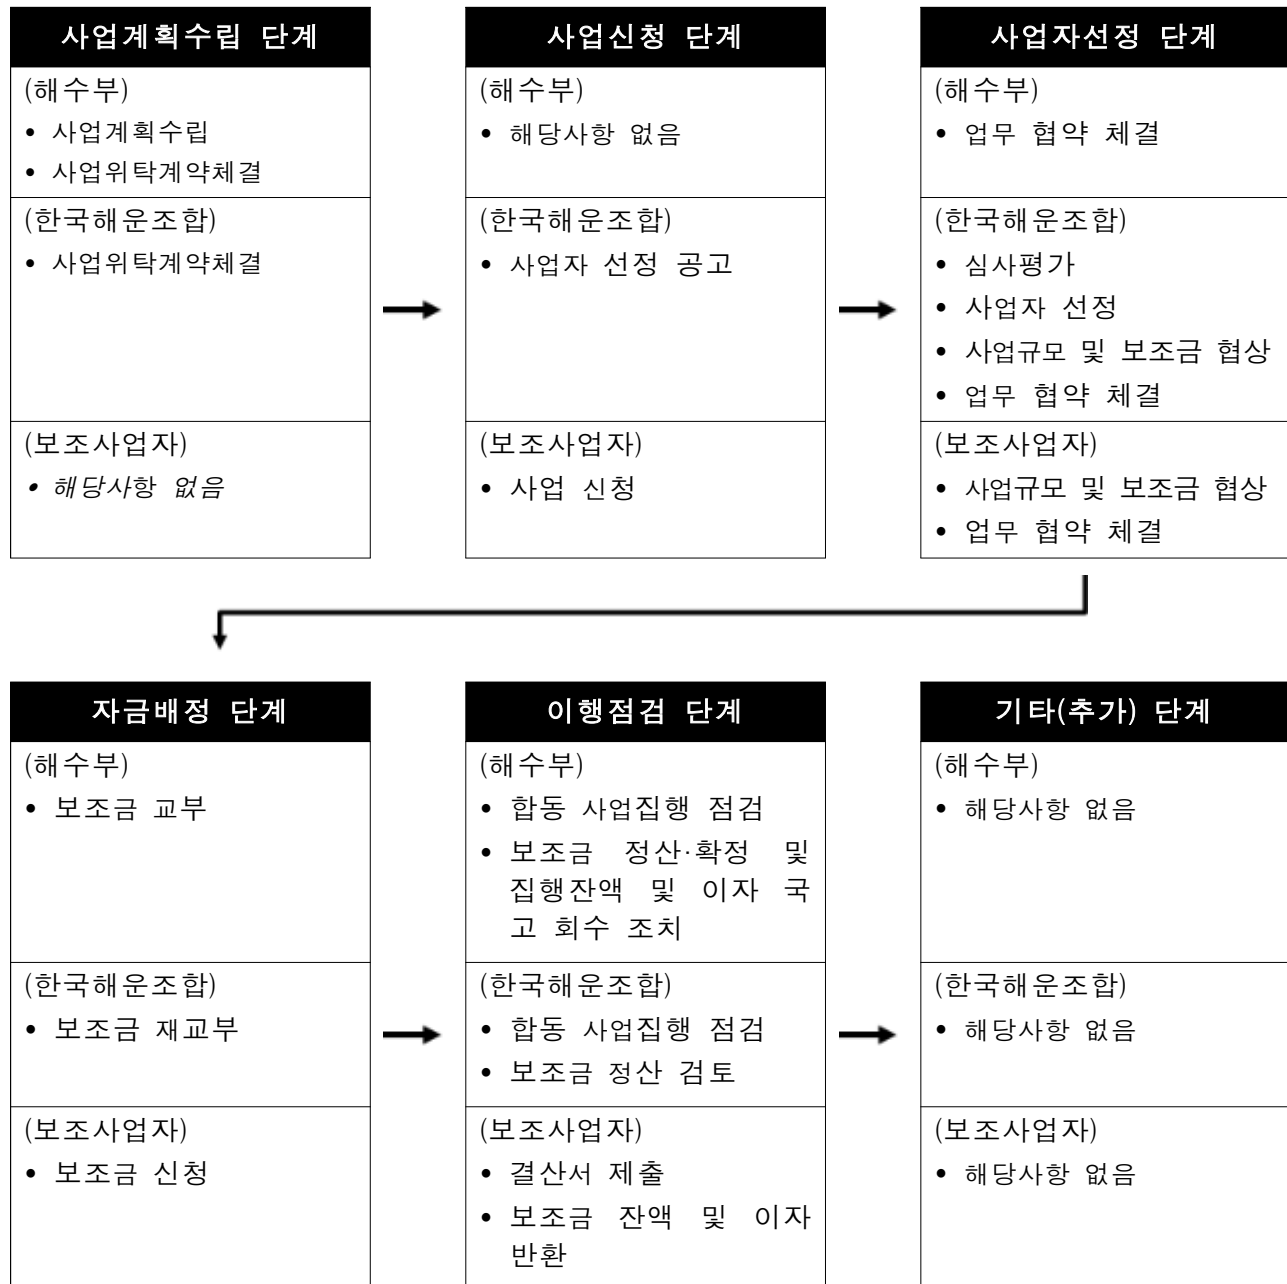 사업계획수립 단계
(해수부)
• 사업계획수립
• 사업위탁계약체결
(한국해운조합)
• 사업위탁계약체결
(보조사업자)
• 해당사항 없음
사업신청 단계
(해수부)
• 해당사항 없음
(한국해운조합)
• 사업자 선정 공고
(보조사업자)
• 사업 신청
사업자선정 단계
(해수부)
• 업무 협약 체결
(한국해운조합)
• 심사평가
• 사업자 선정
• 사업규모 및 보조금 협상
• 업무 협약 체결
(보조사업자)
• 사업규모 및 보조금 협상
• 업무 협약 체결
자금배정 단계
(해수부)
• 보조금 교부
(한국해운조합)
• 보조금 재교부
(보조사업자)
• 보조금 신청
이행점검 단계
(해수부)
• 합동 사업집행 점검
• 보조금 정산·확정 및
집행잔액 및 이자 국
고 회수 조치
(한국해운조합)
• 합동 사업집행 점검
• 보조금 정산 검토
(보조사업자)
• 결산서 제출
• 보조금 잔액 및 이자
반환
기타(추가) 단계
(해수부)
• 해당사항 없음
(한국해운조합)
• 해당사항 없음
(보조사업자)
• 해당사항 없음